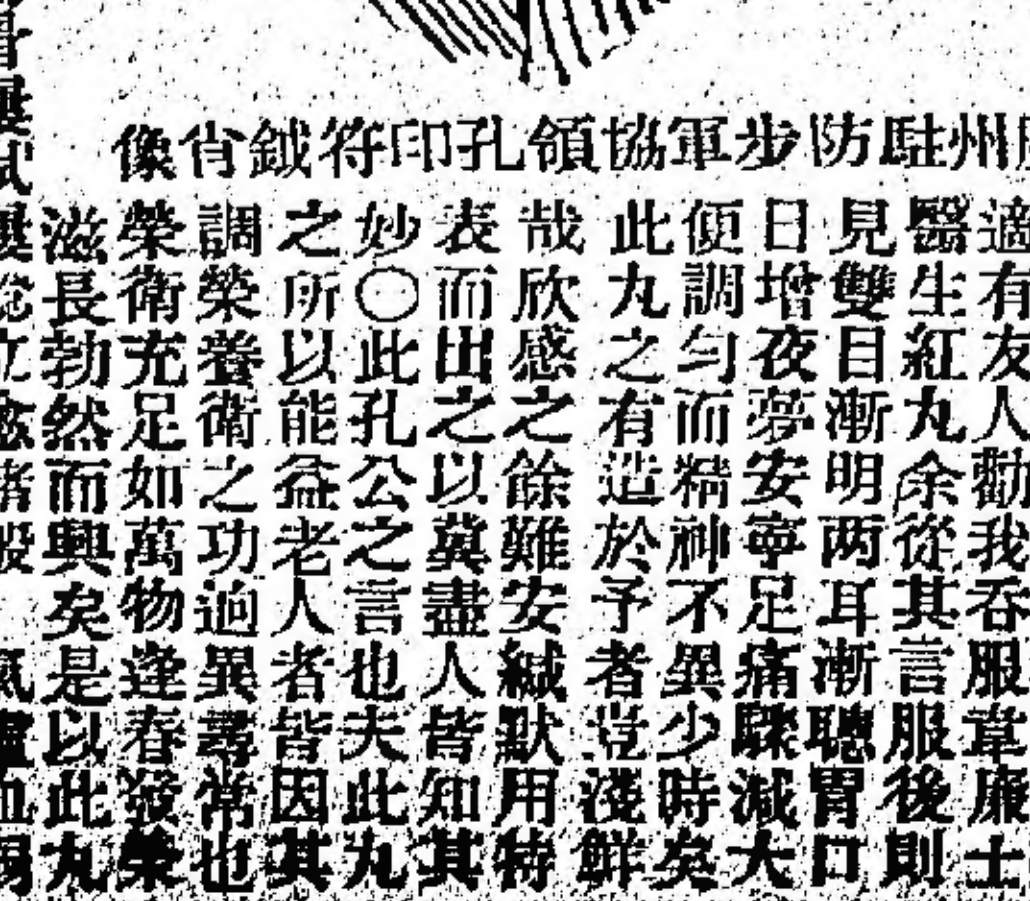 州駐防步軍協領孔印符鉞肖像
適有友人勸我吞服韋廉士
醫生紅丸余從其言服後則
見雙目漸明两耳漸聰胃口
日增夜夢安寧足痛驟減大
便調勻而精神不異少時矣
此丸之有造於予者豈淺鮮
哉欣感之餘難安緘默用特
表而出之以冀盡人皆知其
妙〇此孔公之言也夫此丸
之所以能益老人者皆因其
調榮養衛之功逈異尋常也
榮衛充足如萬物逢春發榮
滋長勃然而興矣是以此丸